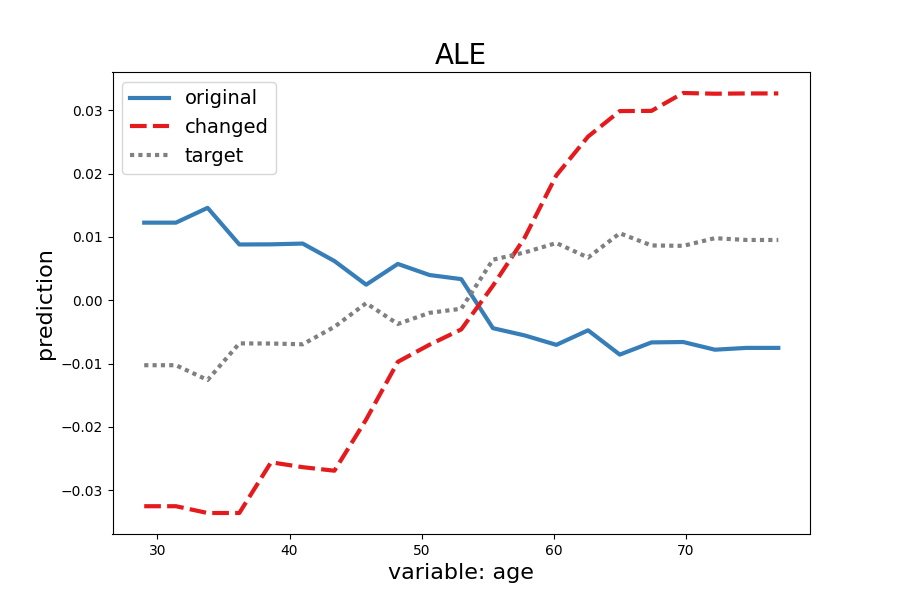 ALE
original
changed
target
prediction
0.03
0.02
0.01
0.00
−0.01
−0.02
−0.03
30 40 50 60 70
variable: age